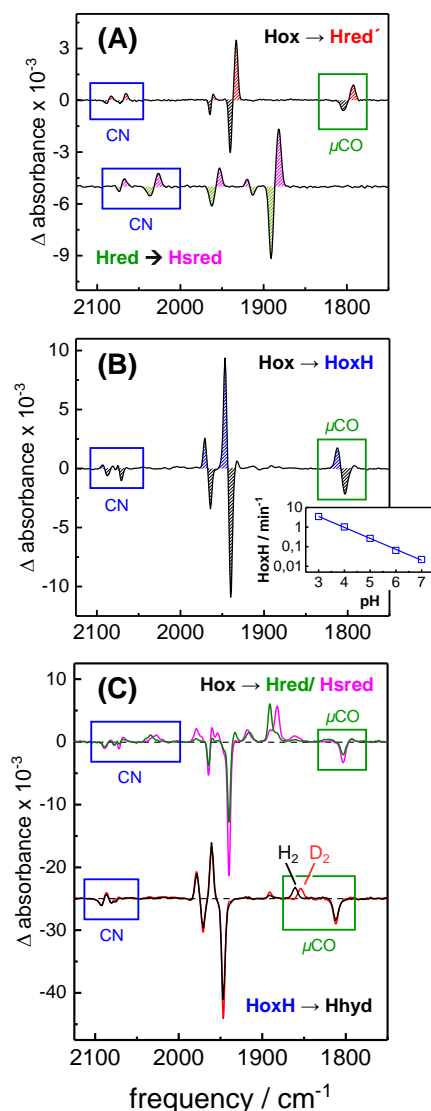 (A)
Hox → Hred´
3
0
-3
-6
-9
CN
µCO
CN
Hred → Hsred
Δ absorbance x 10-3
2100 2000 1900 1800
(B)
Hox → HoxH
10
5
0
-5
-10
CN
µCO
Δ absorbance x 10-3
HoxH / min-1
10
1
0,1
0,01
3 4 5 6 7
pH
2100 2000 1900 1800
(C)
Hox → Hred/ Hsred
10
0
-10
-20
-30
-40
CN
µCO
H2
D2
CN
µCO
HoxH → Hhyd
Δ absorbance x 10-3
2100 2000 1900 1800
frequency / cm-1